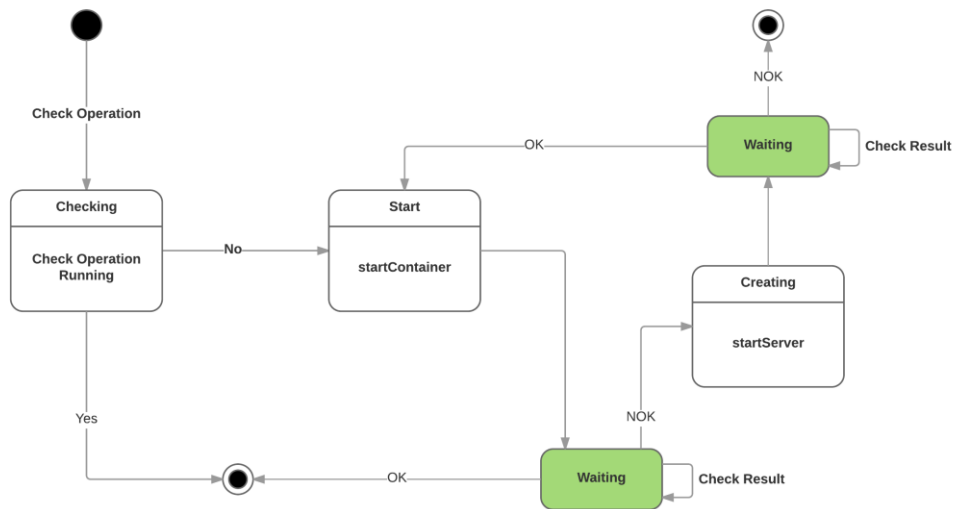 NOK
Check Operation
OK
Waiting
Check Result
Checking
Start
Check Operation
Running
No
startContainer
Creating
startServer
Yes
NOK
OK
Waiting
Check Result